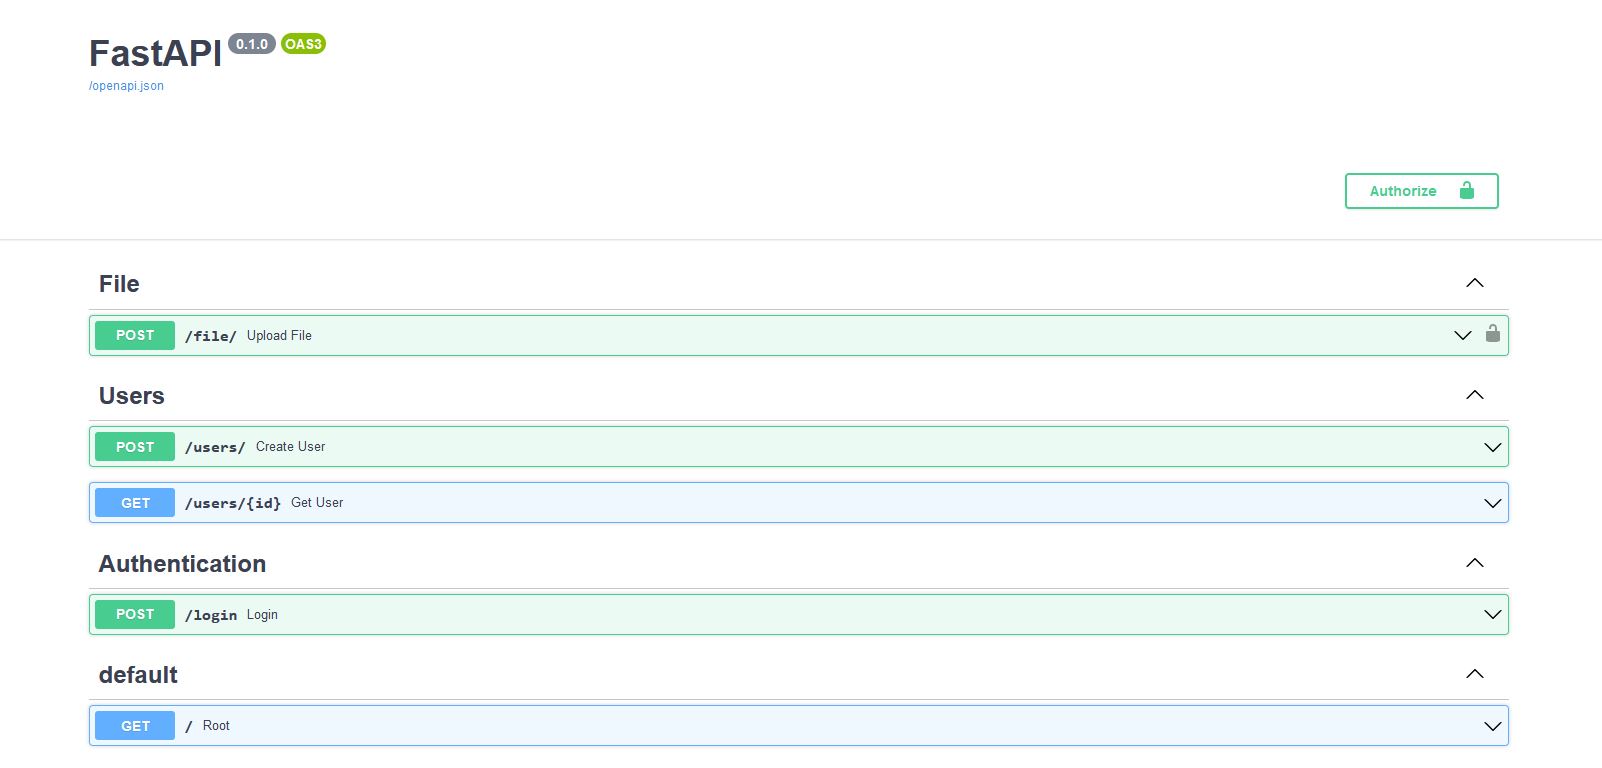 FastAPI 0.1.0 OAS3
/openapi.json
Authorize
File
POST /file/ Upload File
Users
POST /users/ Create User
GET /users/{id} Get User
Authentication
POST /login Login
default
GET / Root